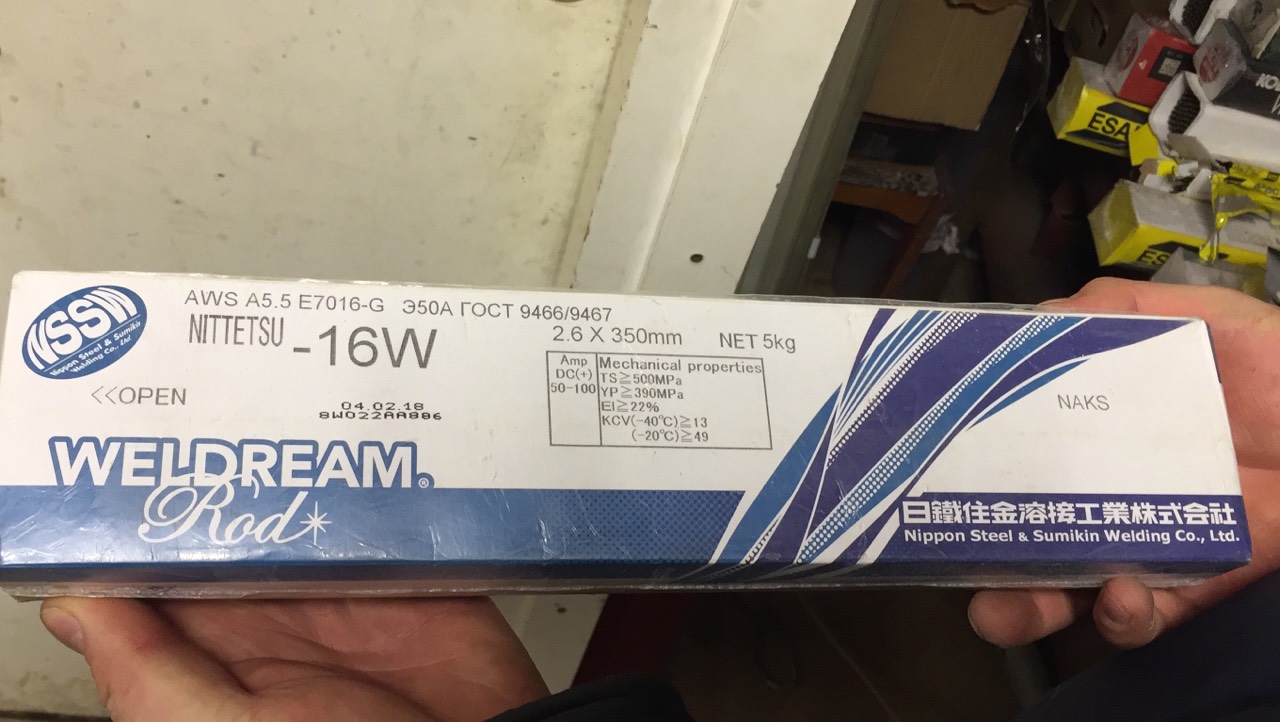 NSSW
Nippon Steel & Sumikin
Welding Co., Ltd.
AWS A5.5 E7016-G Э50А ГОСТ 9466/9467
NITTETSU -16W
2.6 X 350mm NET 5kg
<<OPEN
04.02.18
8W022AA886
Amp
DC(+)
50-100
Mechanical properties
TS≧500MPa
YP≧390MPa
El≧22%
KCV(-40℃)≧13
(-20℃)≧49
NAKS
WELDREAM®
Rod
日鐵住金溶接工業株式会社
Nippon Steel & Sumikin Welding Co., Ltd.
ESA